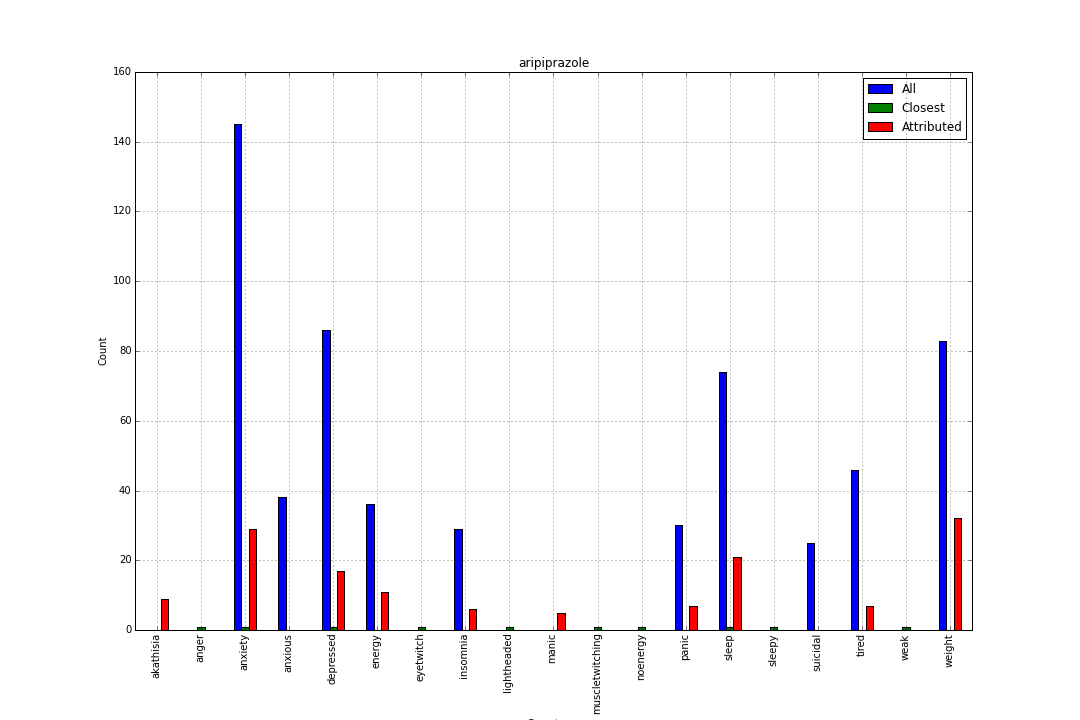 aripiprazole
160
140
120
100
80
60
40
20
0
Count
All
Closest
Attributed
akathisia
anger
anxiety
anxious
depressed
energy
eyetwitch
insomnia
lightheaded
manic
muscletwitching
noenergy
panic
sleep
sleepy
suicidal
tired
weak
weight